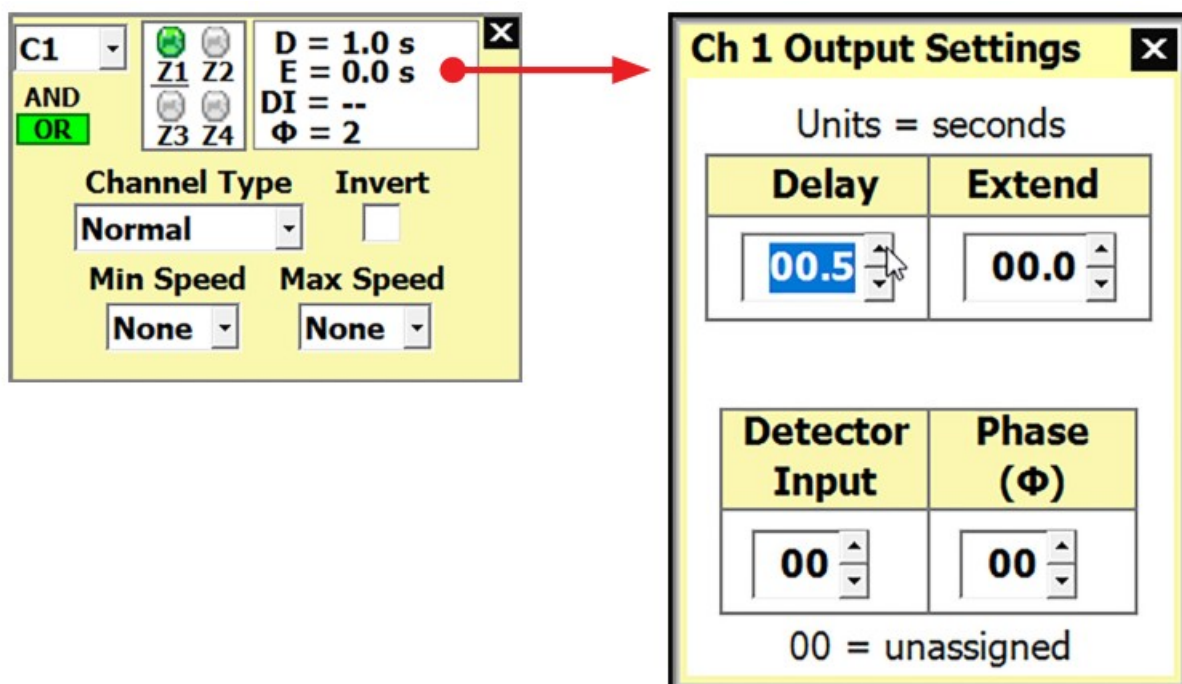 C1
AND
OR
Z1 Z2
Z3 Z4
D = 1.0 s
E = 0.0 s
DI = --
Φ = 2
X
Channel Type Invert
Normal
Min Speed Max Speed
None None
Ch 1 Output Settings X
Units = seconds
Delay Extend
00.5 00.0
Detector Input Phase (Φ)
00 00
00 = unassigned